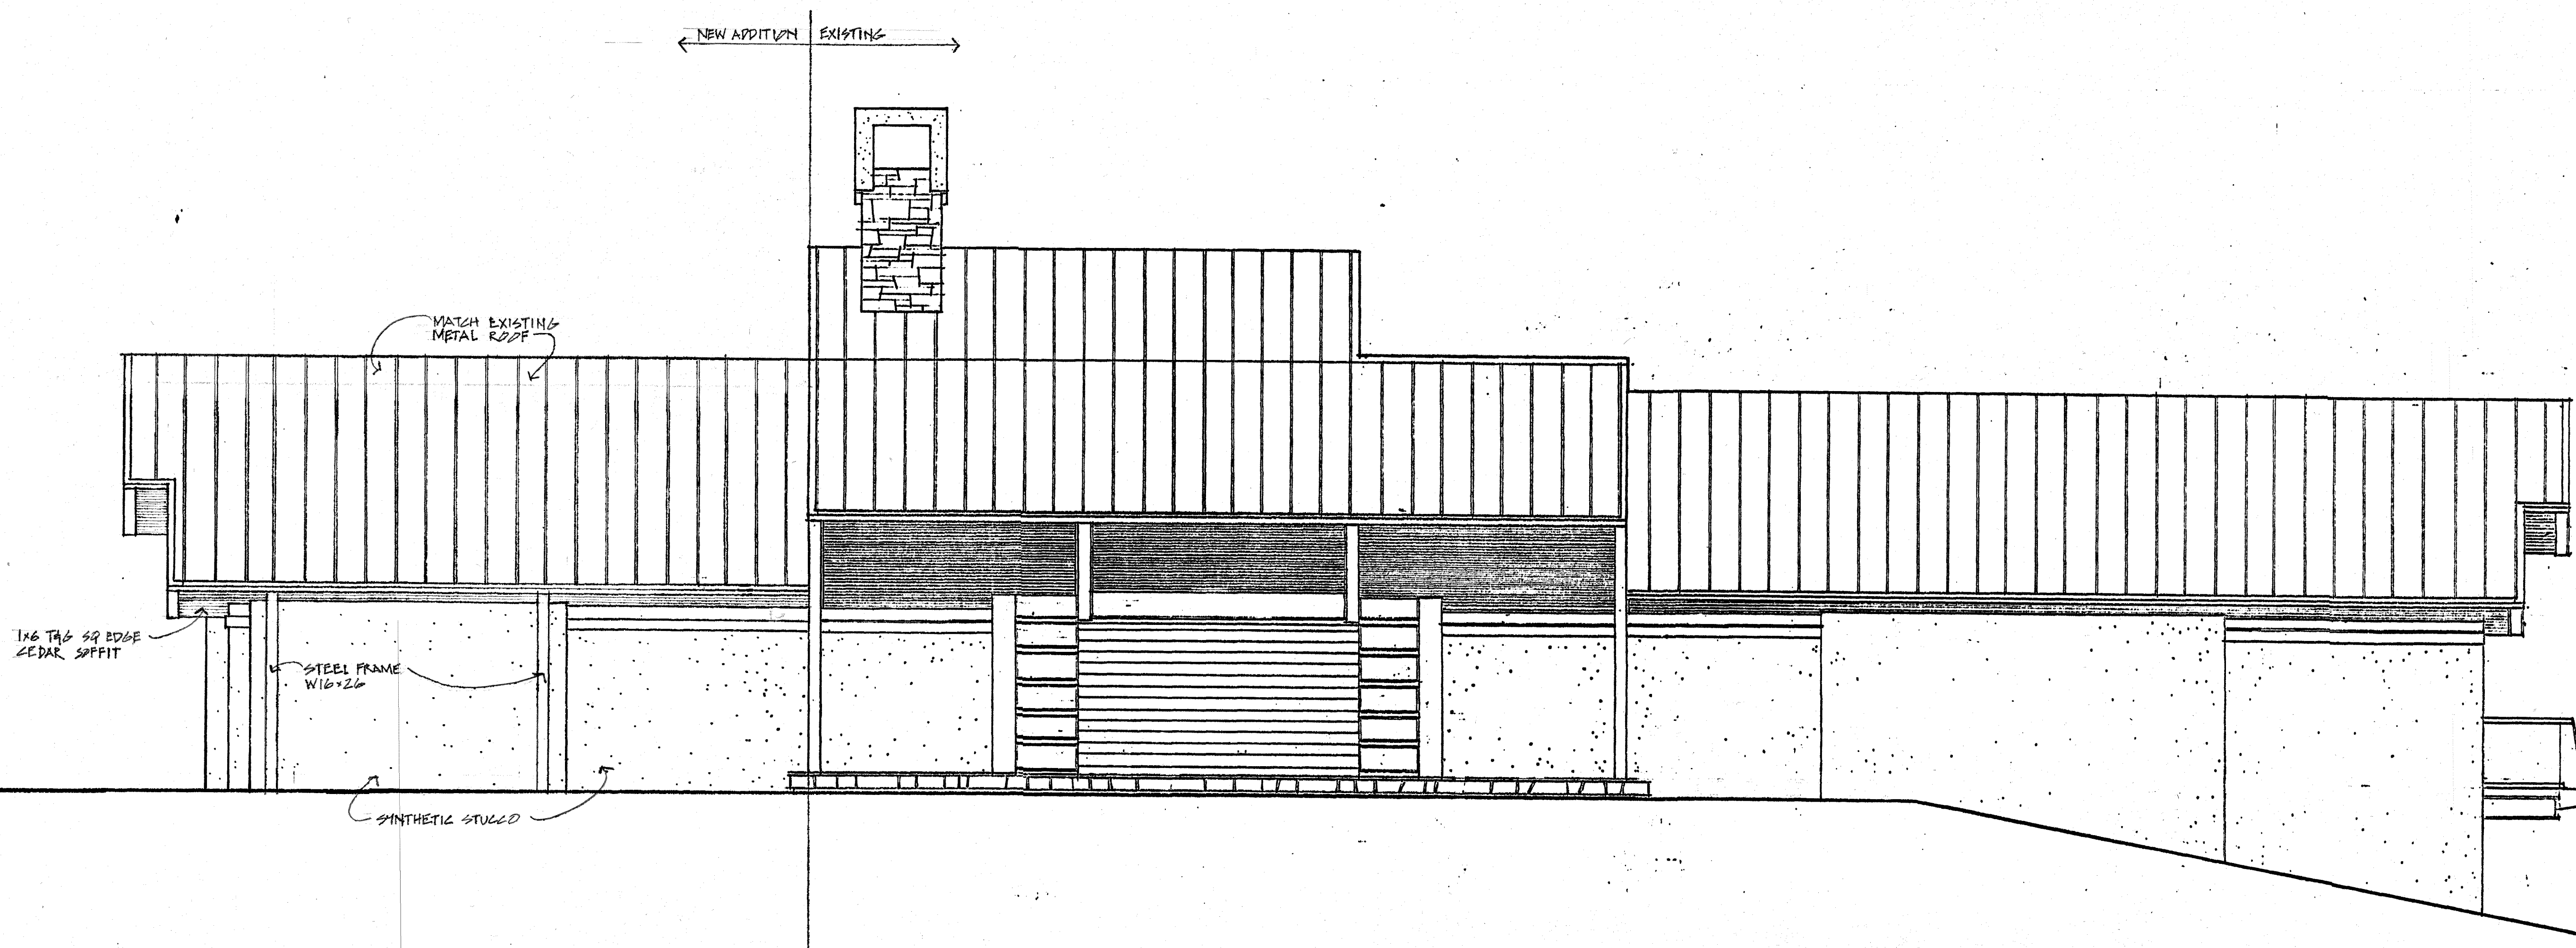 NEW ADDITION
EXISTING
MATCH EXISTING
METAL ROOF
1x6 T&G SQ EDGE
CEDAR SOFFIT
STEEL FRAME
W16x26
SYNTHETIC STUCCO